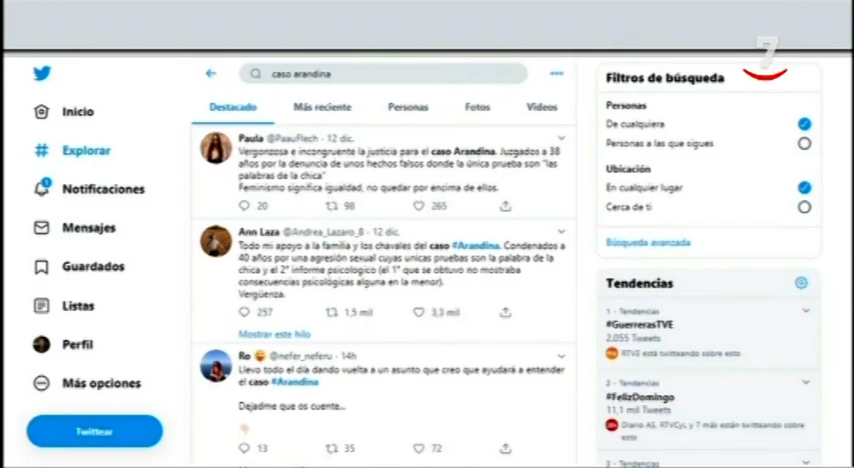 7
caso arandina
Filtros de búsqueda
Inicio
Destacado
Más reciente
Personas
Fotos
Videos
Personas
De cualquiera
Personas a las que sigues
Explorar
Paula @PaauFlech · 12 dic.
Vergonzosa e incongruente la justicia para el caso Arandina. Juzgados a 38
años por la denuncia de unos hechos falsos donde la única prueba son "las
palabras de la chica"
Feminismo significa igualdad, no quedar por encima de ellos.
20 98 265
Ubicación
En cualquier lugar
Cerca de ti
Búsqueda avanzada
1
Notificaciones
Mensajes
Ann Laza @Andrea_Lazaro_8 · 12 dic.
Todo mi apoyo a la familia y los chavales del caso #Arandina. Condenados a
40 años por una agresión sexual cuyas unicas pruebas son la palabra de la
chica y el 2º informe psicologico (el 1º que se obtuvo no mostraba
consecuencias psicológicas alguna en la menor).
Vergüenza.
257 1,5 mil 3,3 mil
Mostrar este hilo
Guardados
Listas
Perfil
Más opciones
Twittear
Tendencias
1 · Tendencias
#GuerrerasTVE
2.055 Tweets
RTVE está twitteando sobre esto
Ro @nefer_neferu · 14h
Llevo todo el día dando vuelta a un asunto que creo que ayudará a entender
el caso #Arandina
Dejadme que os cuente...
13 35 72
2 · Tendencias
#FelizDomingo
11,1 mil Tweets
Diario AS, RTVCyL y 7 más están twitteando sobre
esto
3 · Tendencias